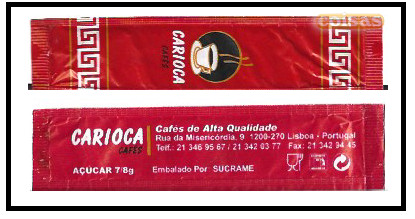 CARIOCA
CAFÉS
CARIOCA
CAFÉS
Cafés de Alta Qualidade
Rua da Misericórdia, 9 1200-270 Lisboa - Portugal
Telf.: 21 346 95 67 / 21 342 03 77 Fax: 21 342 94 45
AÇÚCAR 7/8g Embalado Por SUCRAME